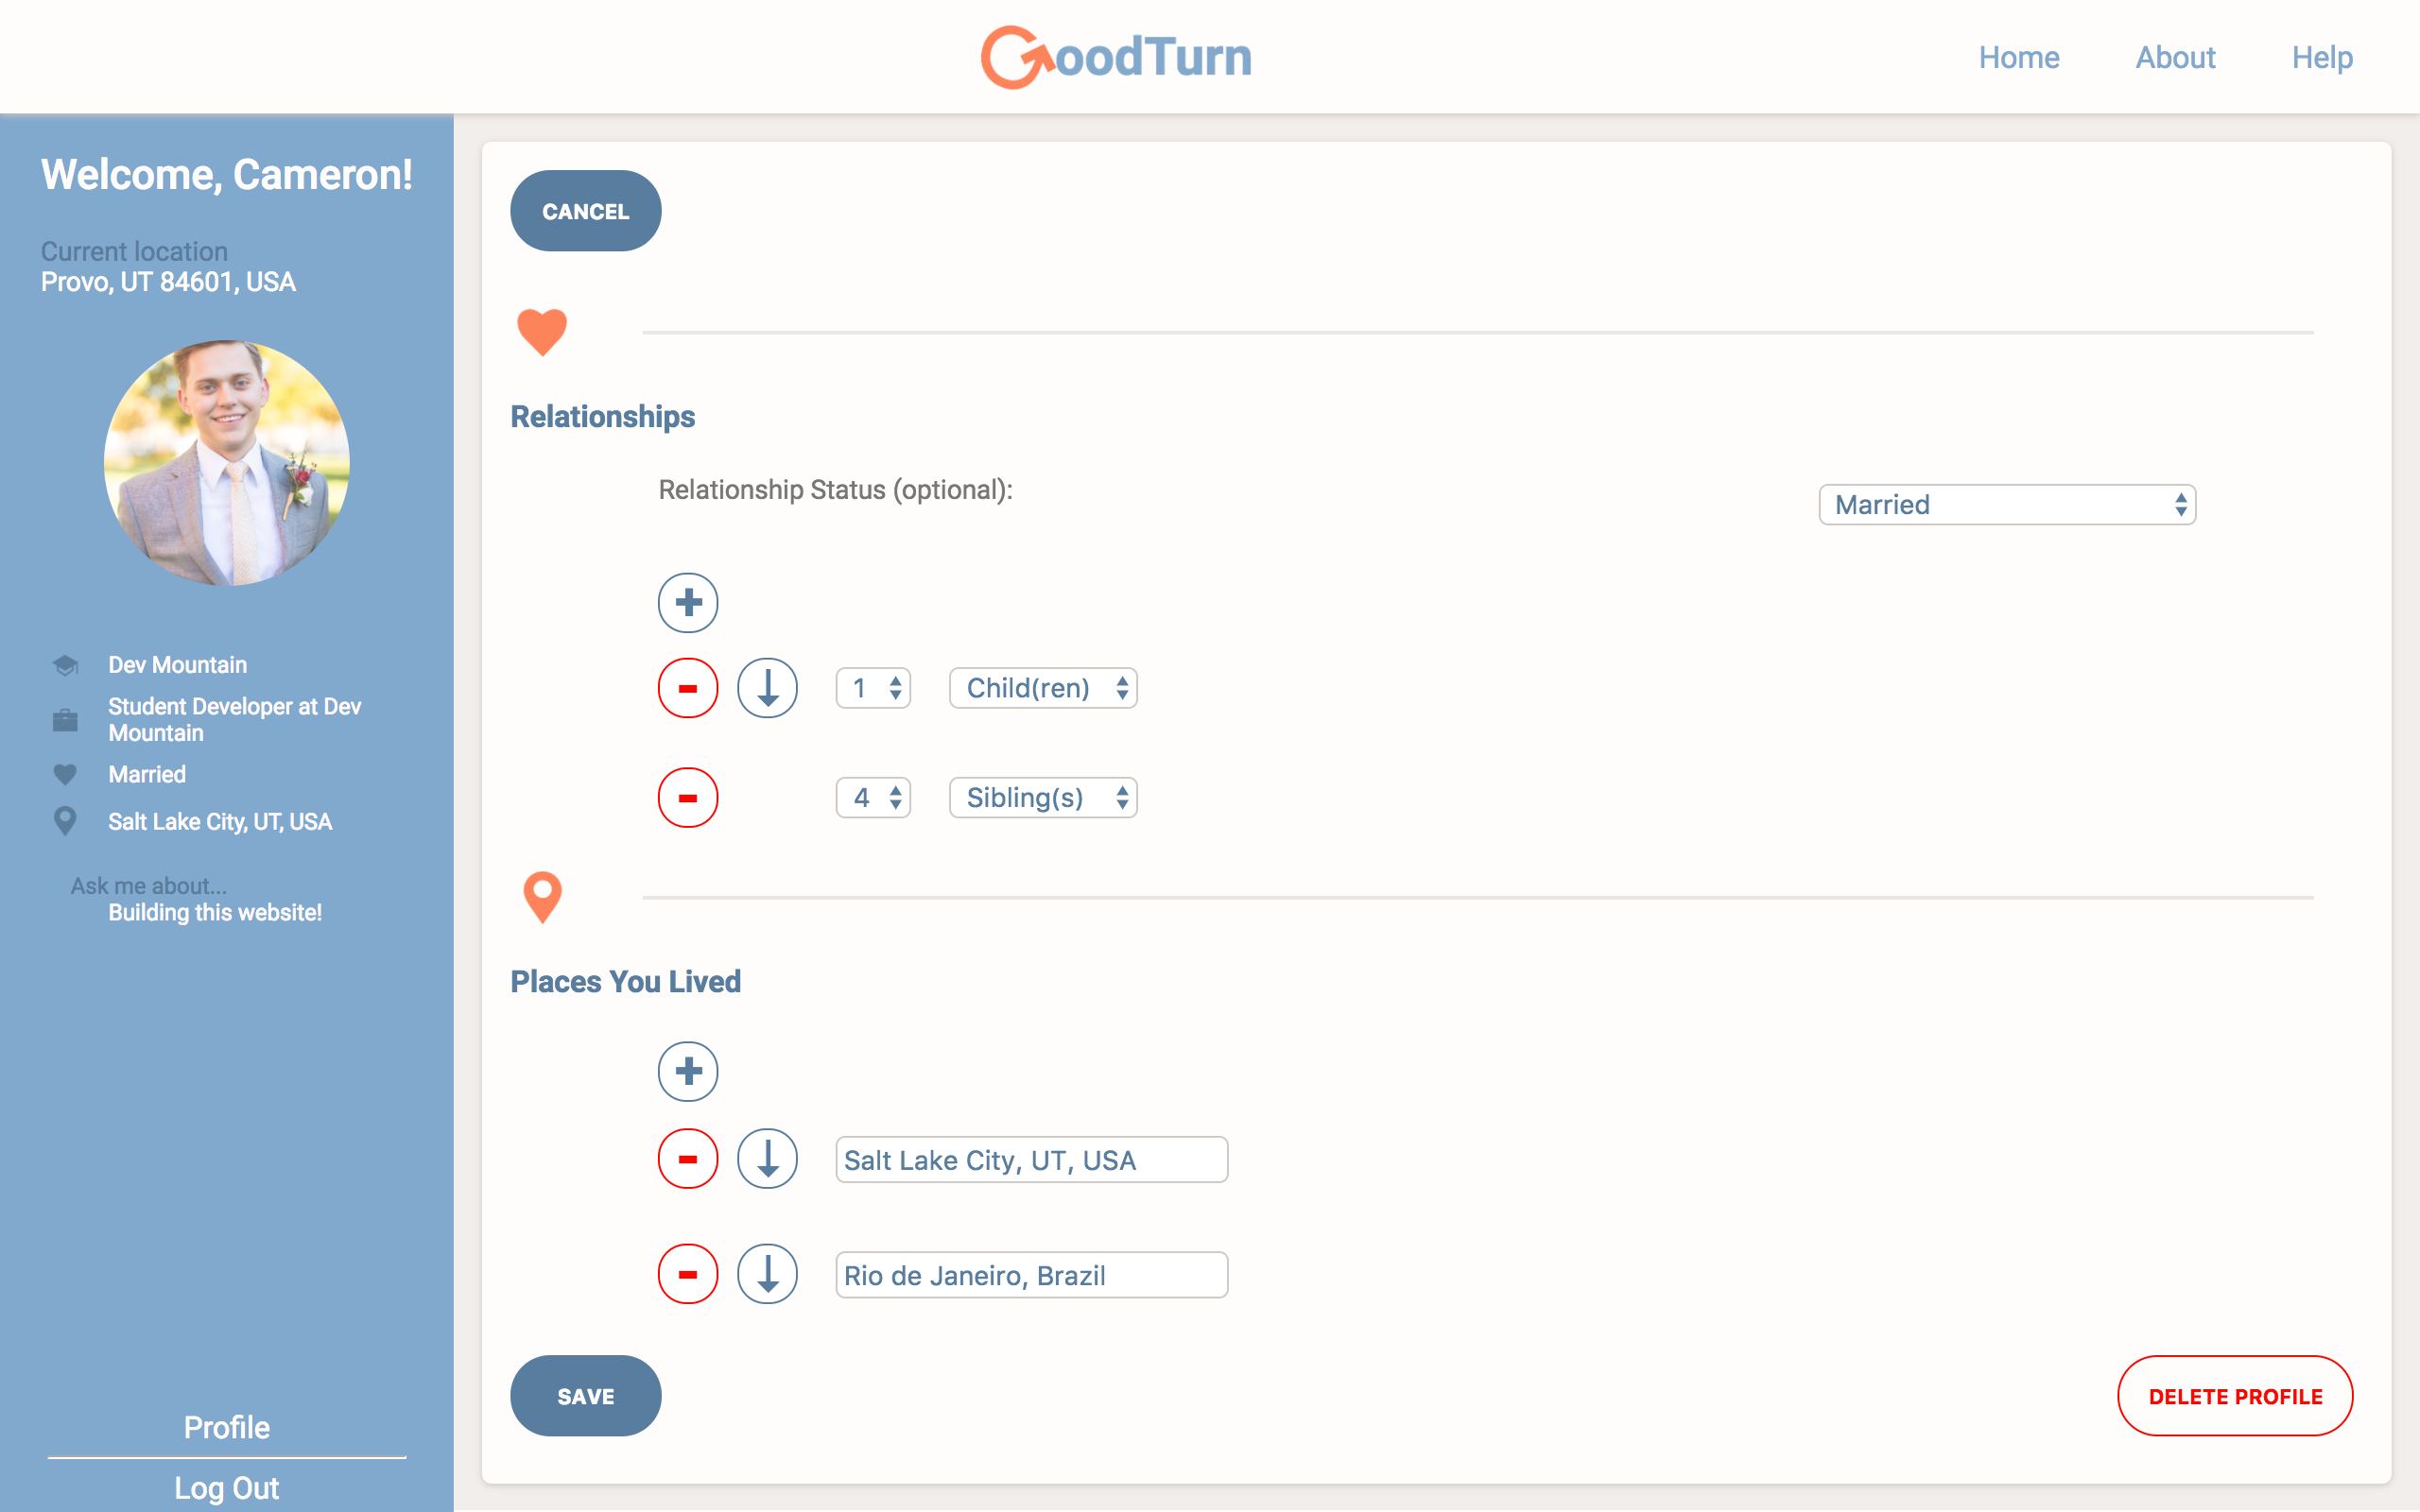 GoodTurn
Home
About
Help
Welcome, Cameron!
Current location
Provo, UT 84601, USA
Dev Mountain
Student Developer at Dev
Mountain
Married
Salt Lake City, UT, USA
Ask me about...
Building this website!
Profile
Log Out
CANCEL
Relationships
Relationship Status (optional):
Married
1
Child(ren)
4
Sibling(s)
Places You Lived
Salt Lake City, UT, USA
Rio de Janeiro, Brazil
SAVE
DELETE PROFILE